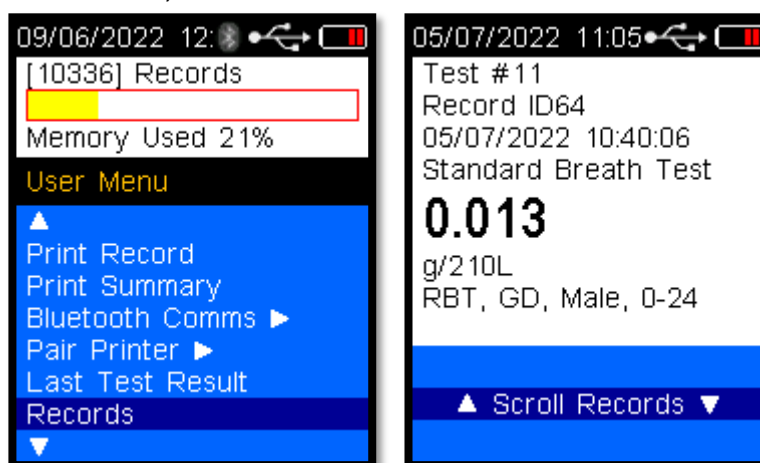 09/06/2022 12:
[10336] Records
Memory Used 21%
User Menu
▲
Print Record
Print Summary
Bluetooth Comms ▶
Pair Printer ▶
Last Test Result
Records
▼
05/07/2022 11:05
Test #11
Record ID64
05/07/2022 10:40:06
Standard Breath Test
0.013
g/210L
RBT, GD, Male, 0-24
▲ Scroll Records ▼